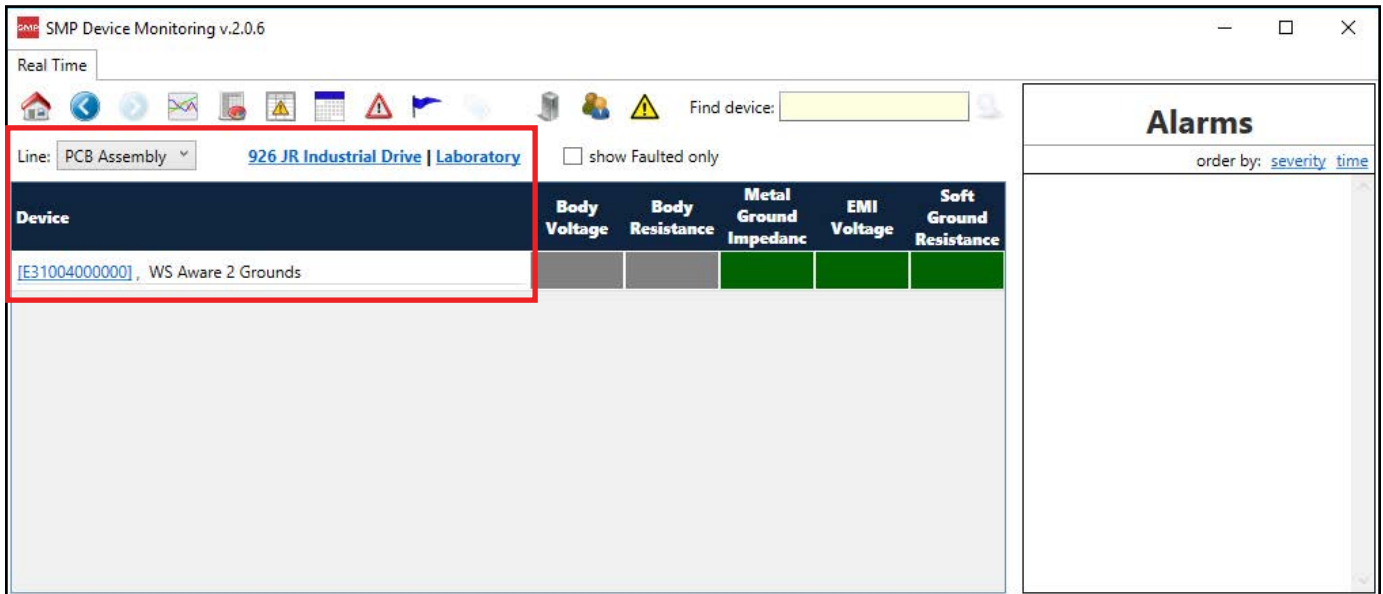 SMP SMP Device Monitoring v.2.0.6
Real Time
Find device:
Line: PCB Assembly 926 JR Industrial Drive | Laboratory show Faulted only
Device
Body
Voltage
Body
Resistance
Metal
Ground
Impedanc
EMI
Voltage
Soft
Ground
Resistance
[E31004000000] , WS Aware 2 Grounds
Alarms
order by: severity time